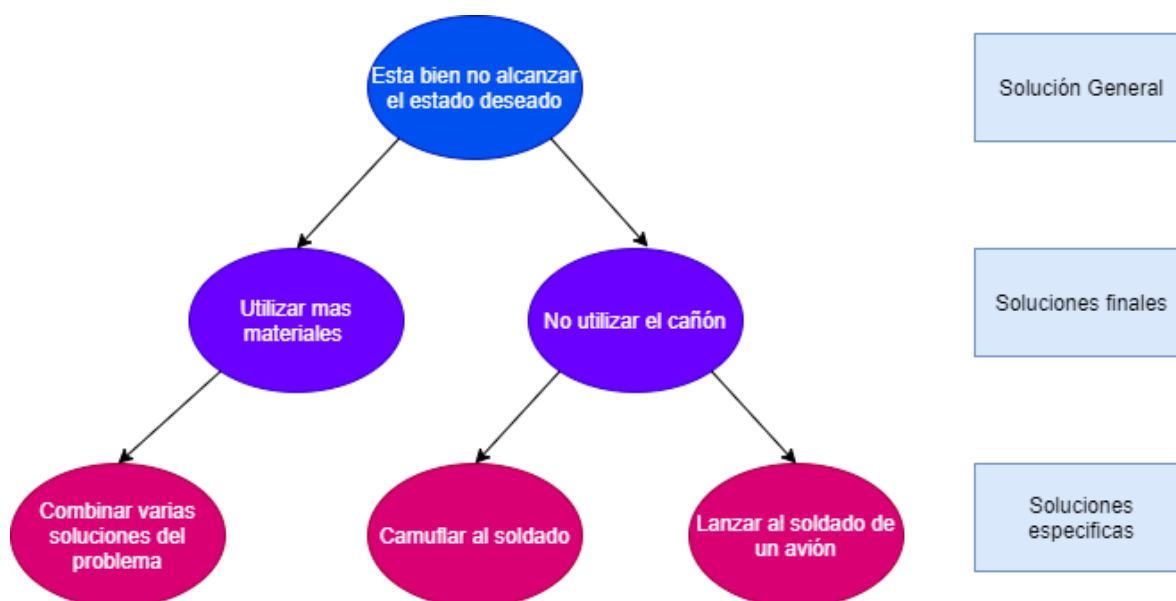 Esta bien no alcanzar
el estado deseado
Solución General
Utilizar mas
materiales
No utilizar el cañón
Soluciones finales
Combinar varias
soluciones del
problema
Camuflar al soldado
Lanzar al soldado de
un avión
Soluciones
especificas